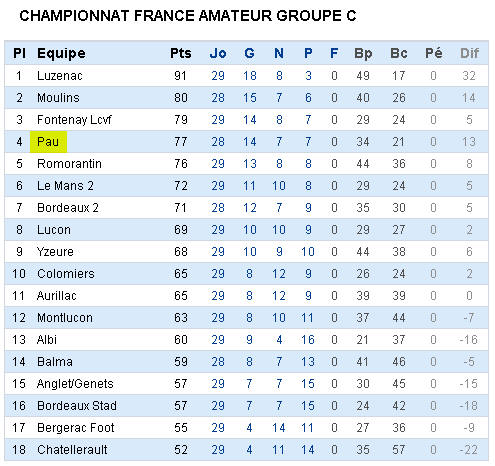 CHAMPIONNAT FRANCE AMATEUR GROUPE C
Pl Equipe Pts Jo G N P F Bp Bc Pé Dif
1 Luzenac 91 29 18 8 3 0 49 17 0 32
2 Moulins 80 28 15 7 6 0 40 26 0 14
3 Fontenay Lcvf 79 29 14 8 7 0 29 24 0 5
4 Pau 77 28 14 7 7 0 34 21 0 13
5 Romorantin 76 29 13 8 8 0 44 36 0 8
6 Le Mans 2 72 29 11 10 8 0 29 24 0 5
7 Bordeaux 2 71 28 12 7 9 0 35 30 0 5
8 Lucon 69 29 10 10 9 0 29 27 0 2
9 Yzeure 68 29 10 9 10 0 44 38 0 6
10 Colomiers 65 29 8 12 9 0 26 24 0 2
11 Aurillac 65 29 8 12 9 0 39 39 0 0
12 Montlucon 63 29 8 10 11 0 37 44 0 -7
13 Albi 60 29 9 4 16 0 21 37 0 -16
14 Balma 59 28 8 7 13 0 41 46 0 -5
15 Anglet/Genets 57 29 7 7 15 0 30 45 0 -15
16 Bordeaux Stad 57 29 7 7 15 0 24 42 0 -18
17 Bergerac Foot 55 29 4 14 11 0 27 36 0 -9
18 Chatellerault 52 29 4 11 14 0 35 57 0 -22